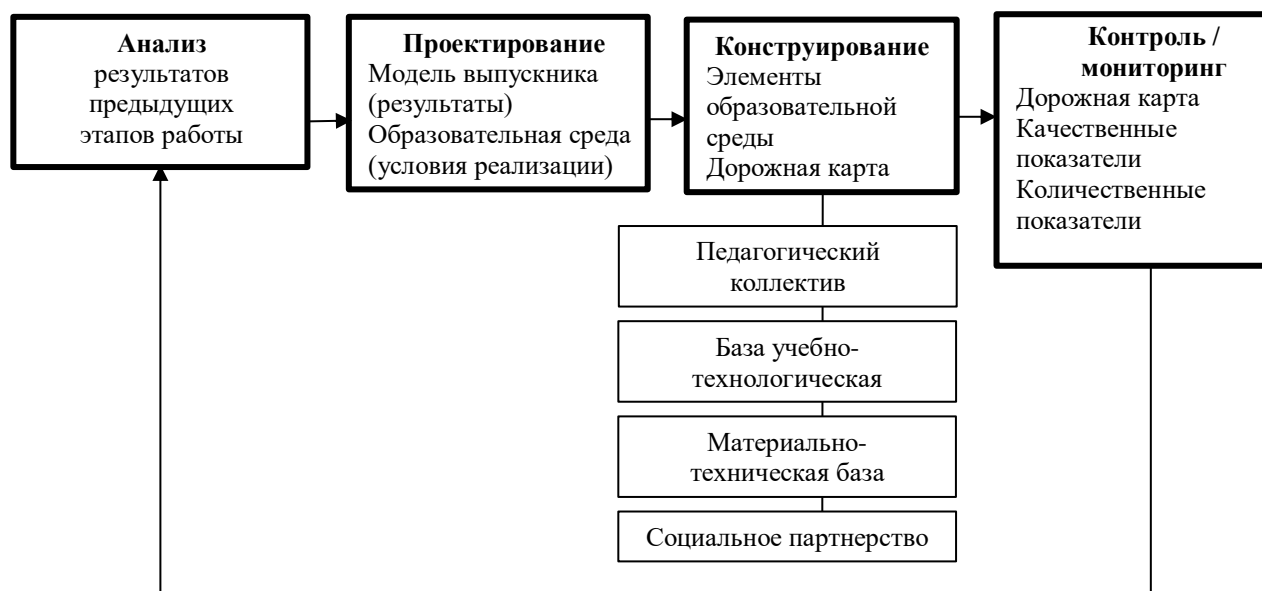 Анализ
результатов
предыдущих
этапов работы
Проектирование
Модель выпускника
(результаты)
Образовательная среда
(условия реализации)
Конструирование
Элементы
образовательной
среды
Дорожная карта
Контроль /
мониторинг
Дорожная карта
Качественные
показатели
Количественные
показатели
Педагогический
коллектив
База учебно-
технологическая
Материально-
техническая база
Социальное партнерство